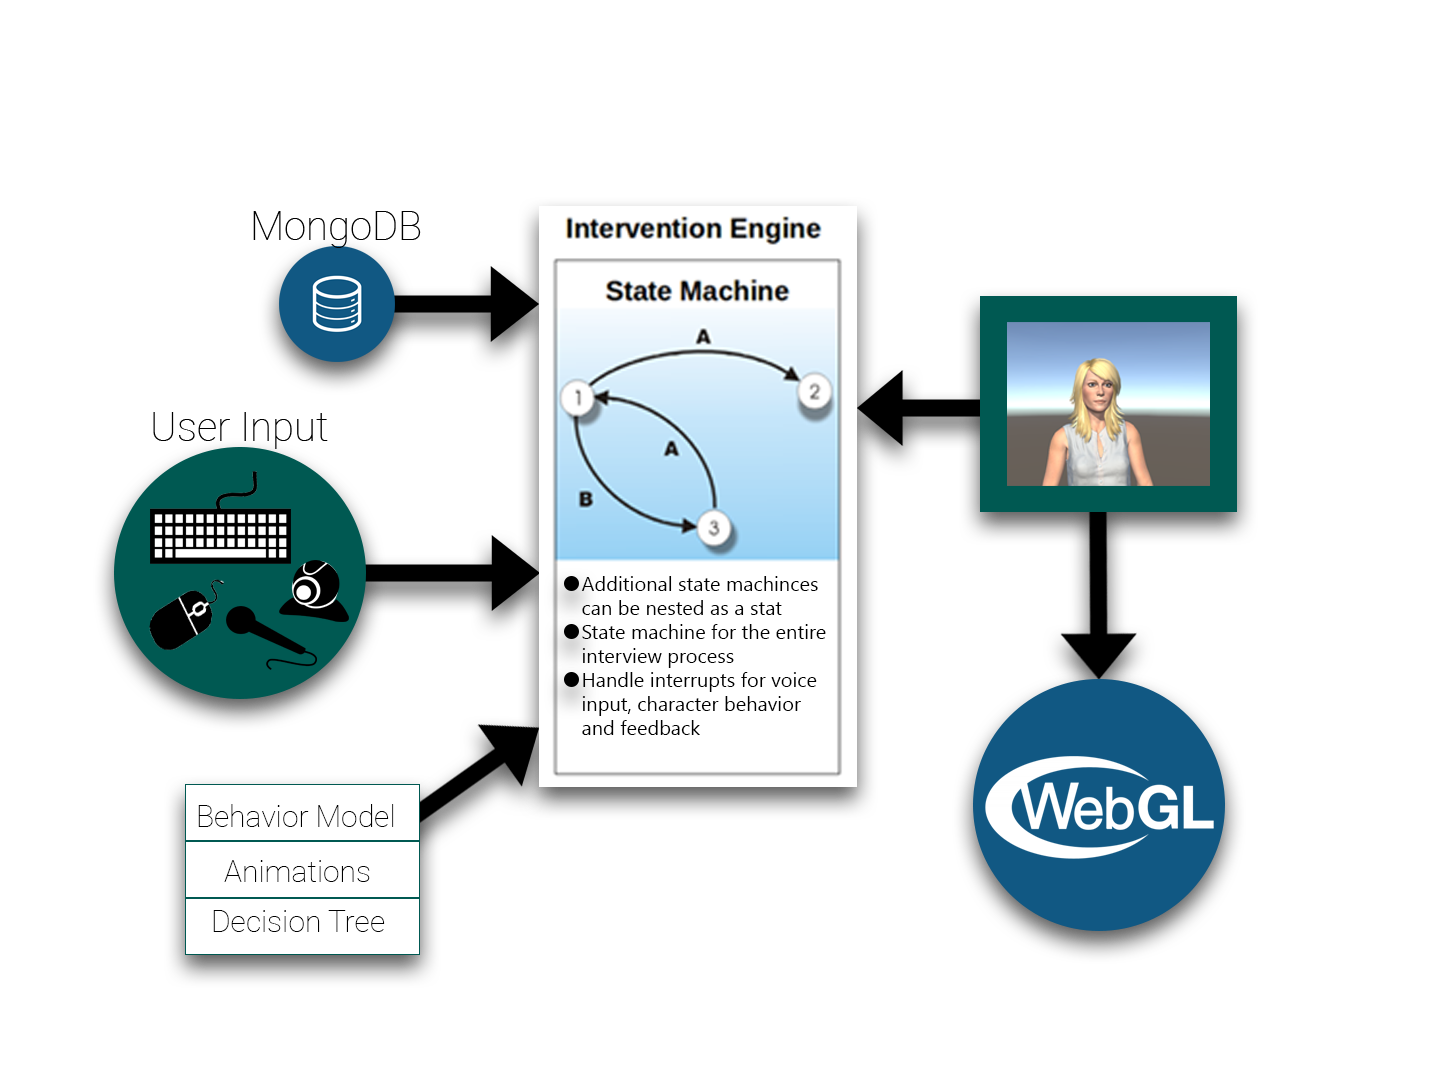 MongoDB
User Input
Behavior Model
Animations
Decision Tree
Intervention Engine
State Machine
A
1
2
A
B
3
●Additional state machinces
can be nested as a stat
●State machine for the entire
interview process
●Handle interrupts for voice
input, character behavior
and feedback
WebGL